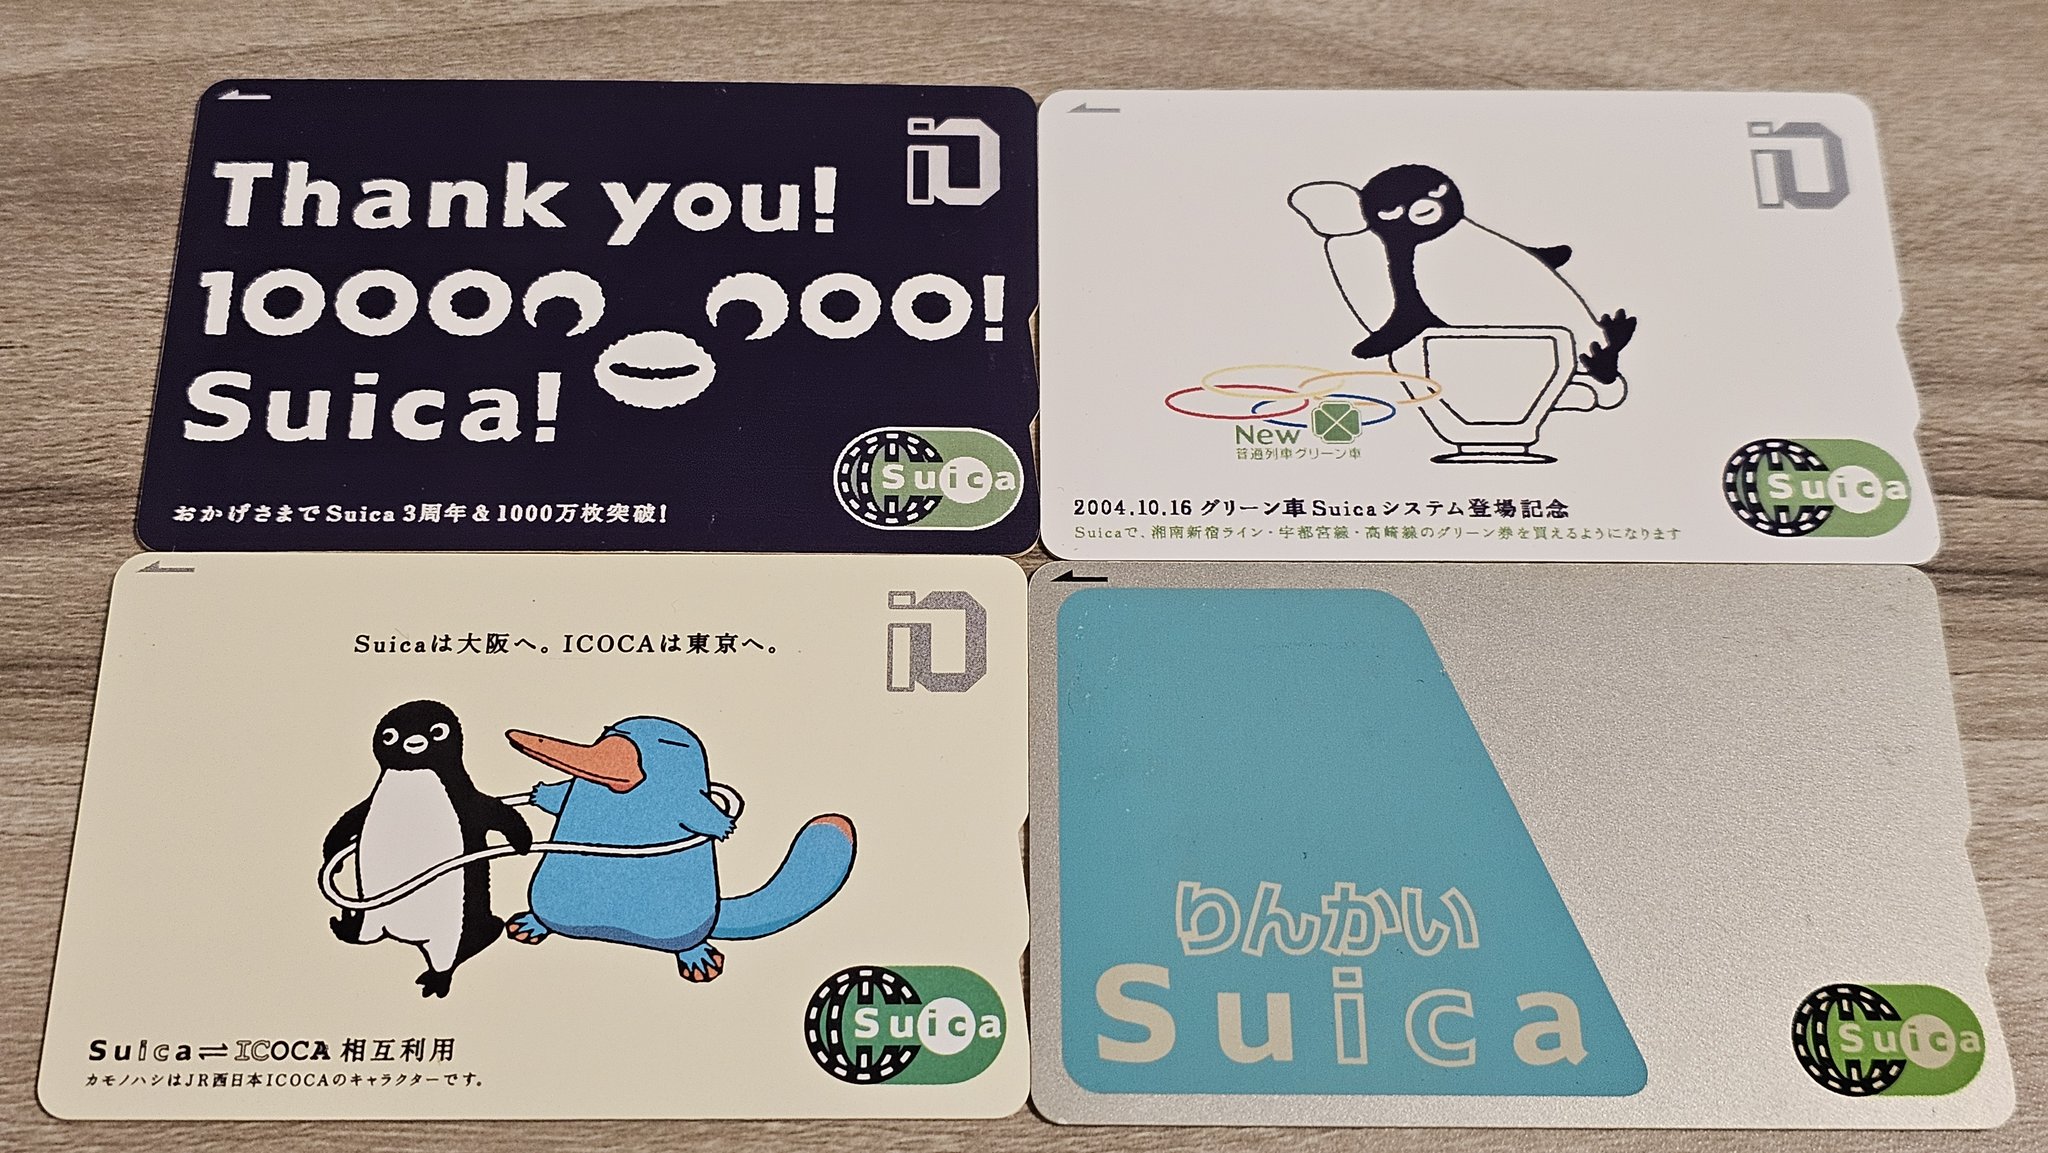 Thank you!
10000000!
Suica!
おかげさまでSuica 3周年&1000万枚突破!
Suica
New
普通列車グリーン車
2004.10.16 グリーン車Suicaシステム登場記念
Suicaで、湘南新宿ライン・宇都宮線・高崎線のグリーン券を買えるようになります
Suica
Suicaは大阪へ。ICOCAは東京へ。
Suica⇌ICOCA 相互利用
カモノハシはJR西日本ICOCAのキャラクターです。
Suica
りんかい
Suica
Suica